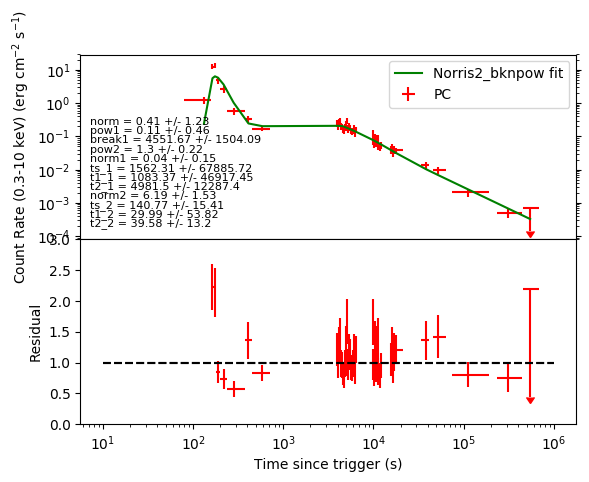 Count Rate (0.3-10 keV) (erg cm⁻² s⁻¹)
10¹
10⁰
10⁻¹
10⁻²
10⁻³
10⁻⁴
Norris2_bknpow fit
PC
norm = 0.41 +/- 1.23
pow1 = 0.11 +/- 0.46
break1 = 4551.67 +/- 1504.09
pow2 = 1.3 +/- 0.22
norm1 = 0.04 +/- 0.15
ts_1 = 1562.31 +/- 67885.72
t1_1 = 1083.37 +/- 46917.45
t2_1 = 4981.5 +/- 12287.4
norm2 = 6.19 +/- 1.53
ts_2 = 140.77 +/- 15.41
t1_2 = 29.99 +/- 53.82
t2_2 = 39.58 +/- 13.2
Residual
3.0
2.5
2.0
1.5
1.0
0.5
0.0
10¹ 10² 10³ 10⁴ 10⁵ 10⁶
Time since trigger (s)